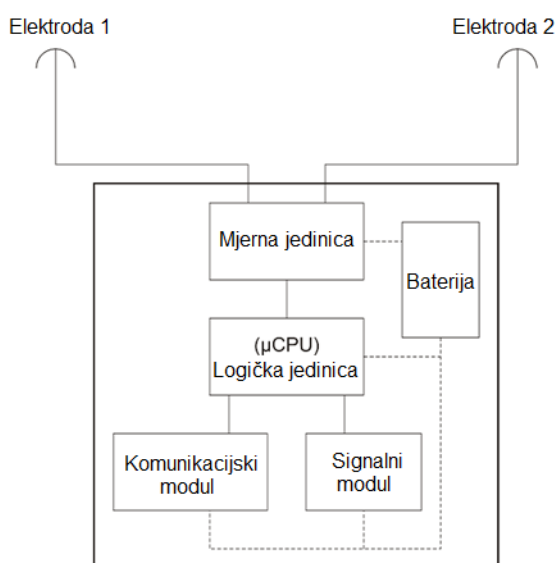 Elektroda 1
Elektroda 2
Mjerna jedinica
Baterija
(µCPU)
Logička jedinica
Komunikacijski
modul
Signalni
modul